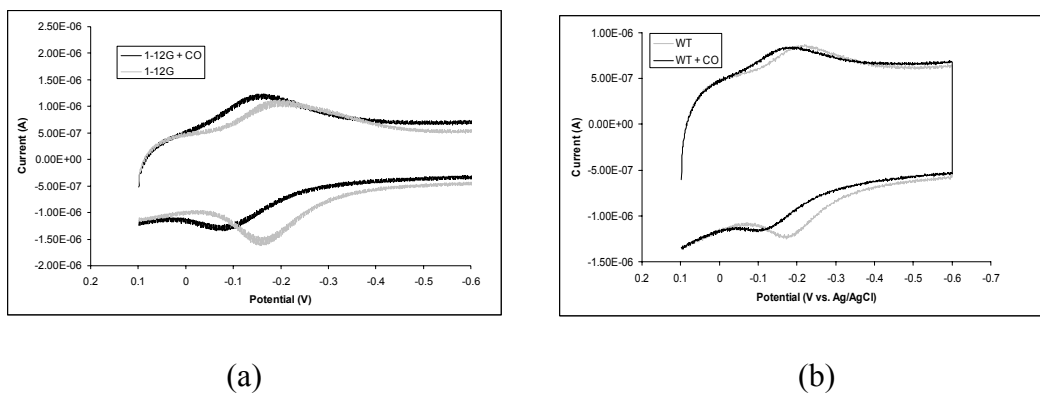 2.50E-06
2.00E-06
1.50E-06
1.00E-06
5.00E-07
0.00E+00
-5.00E-07
-1.00E-06
-1.50E-06
-2.00E-06
Current (A)
1-12G + CO
1-12G
0.2 0.1 0 -0.1 -0.2 -0.3 -0.4 -0.5 -0.6
Potential (V)
(a)
1.00E-06
5.00E-07
0.00E+00
-5.00E-07
-1.00E-06
-1.50E-06
Current (A)
WT
WT + CO
0.2 0.1 0 -0.1 -0.2 -0.3 -0.4 -0.5 -0.6 -0.7
Potential (V vs. Ag/AgCl)
(b)